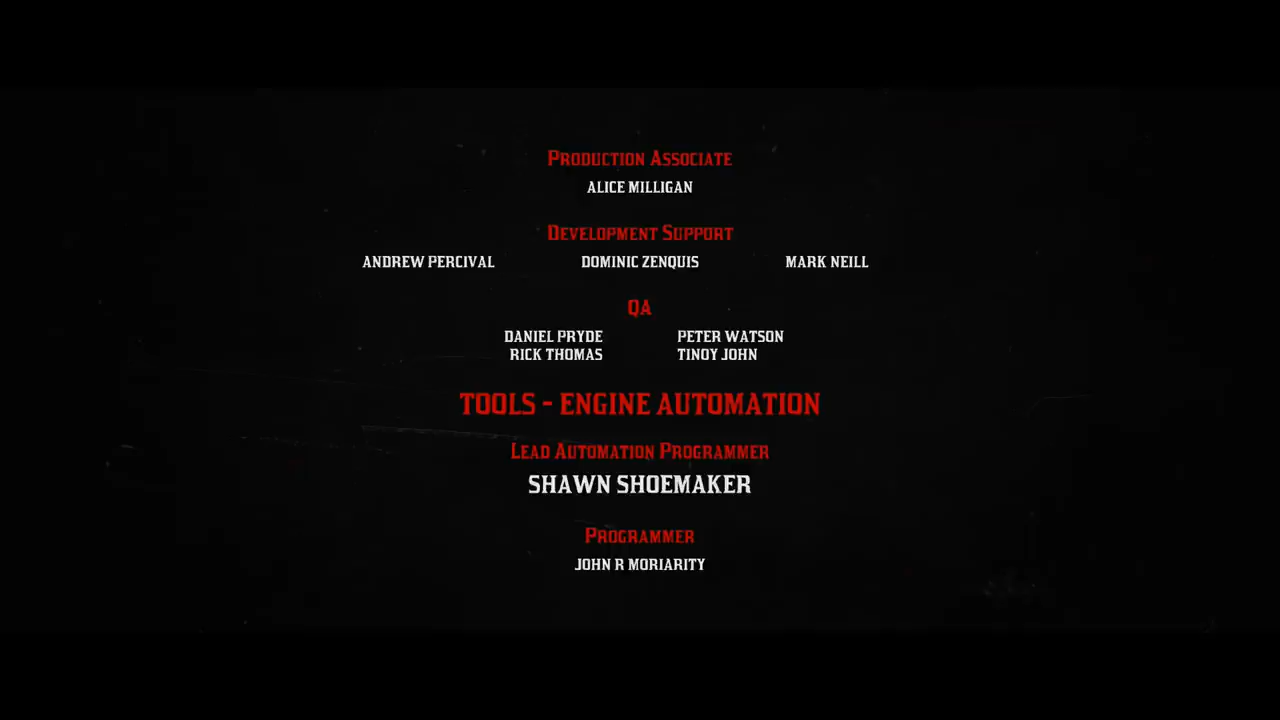 Production Associate
ALICE MILLIGAN
Development Support
ANDREW PERCIVAL DOMINIC ZENQUIS MARK NEILL
QA
DANIEL PRYDE PETER WATSON
RICK THOMAS TINOY JOHN
TOOLS - ENGINE AUTOMATION
Lead Automation Programmer
SHAWN SHOEMAKER
Programmer
JOHN R MORIARITY